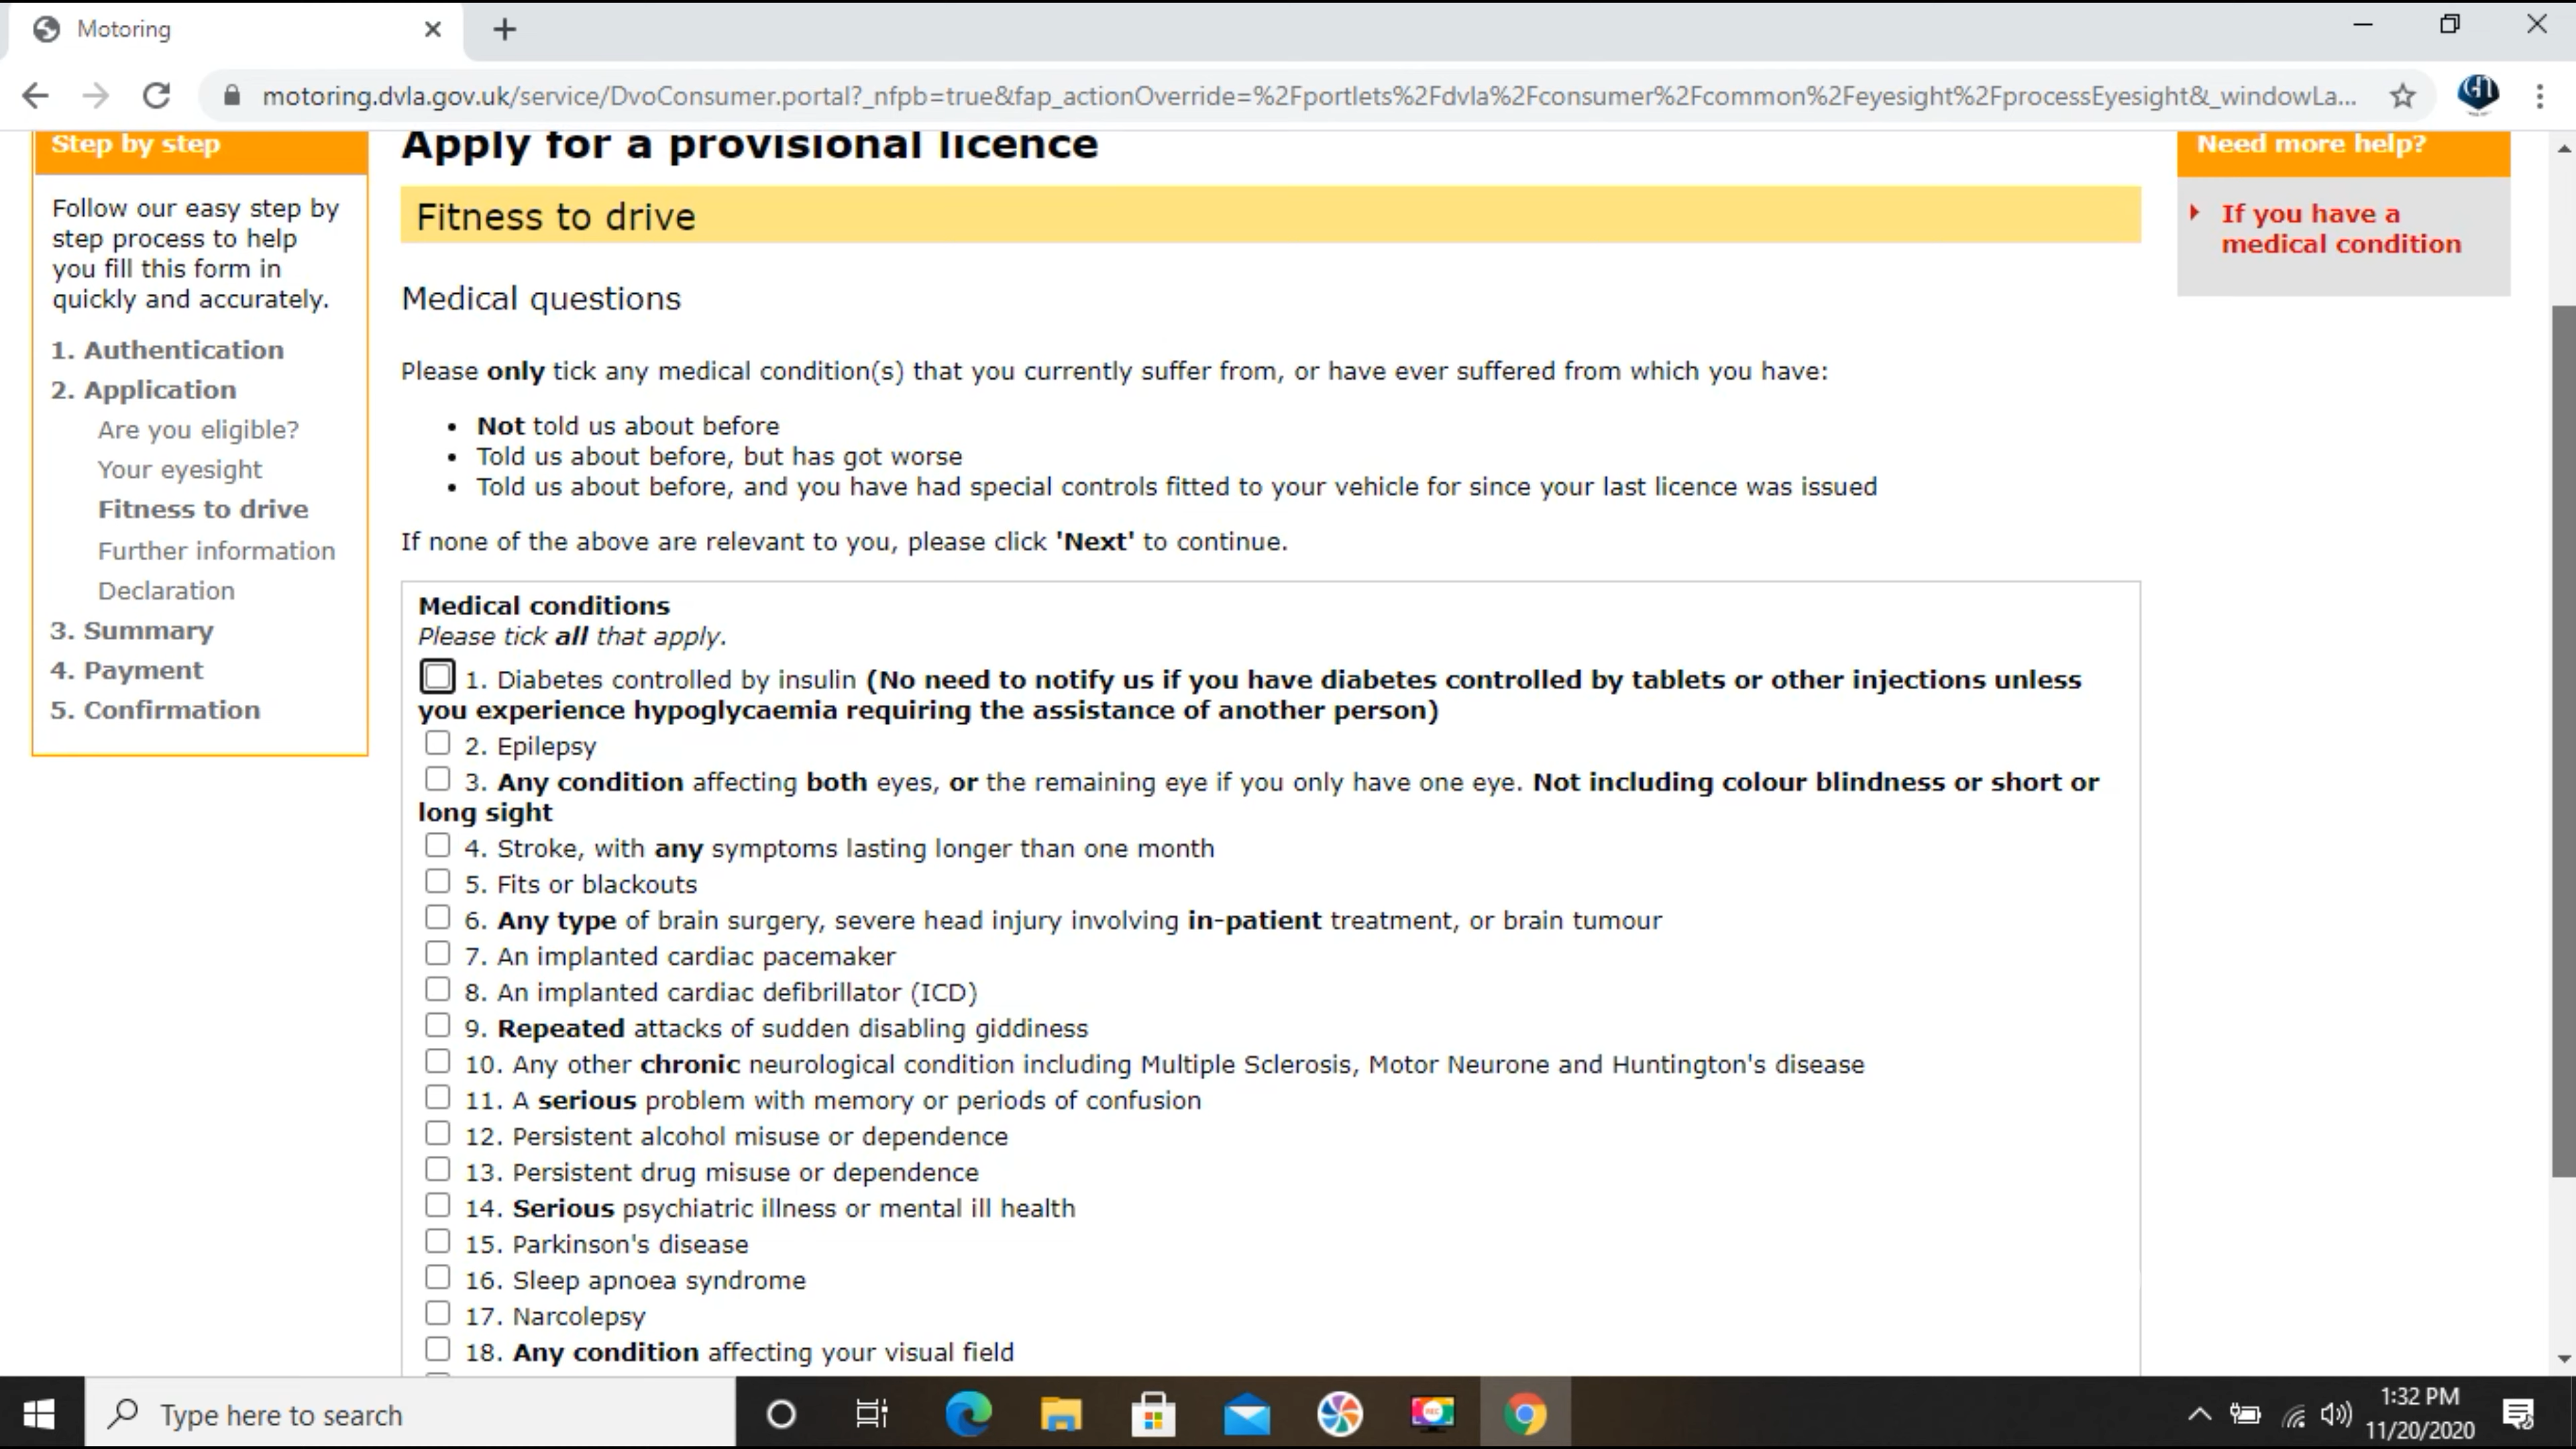 Motoring
motoring.dvla.gov.uk/service/DvoConsumer.portal?_nfpb=true&fap_actionOverride=%2Fportlets%2Fdvla%2Fconsumer%2Fcommon%2Feyesight%2FprocessEyesight&_windowLa...
Step by step
Follow our easy step by
step process to help
you fill this form in
quickly and accurately.
1. Authentication
2. Application
Are you eligible?
Your eyesight
Fitness to drive
Further information
Declaration
3. Summary
4. Payment
5. Confirmation
Apply for a provisional licence
Fitness to drive
Medical questions
Please only tick any medical condition(s) that you currently suffer from, or have ever suffered from which you have:
• Not told us about before
• Told us about before, but has got worse
• Told us about before, and you have had special controls fitted to your vehicle for since your last licence was issued
If none of the above are relevant to you, please click 'Next' to continue.
Medical conditions
Please tick all that apply.
1. Diabetes controlled by insulin (No need to notify us if you have diabetes controlled by tablets or other injections unless
you experience hypoglycaemia requiring the assistance of another person)
2. Epilepsy
3. Any condition affecting both eyes, or the remaining eye if you only have one eye. Not including colour blindness or short or
long sight
4. Stroke, with any symptoms lasting longer than one month
5. Fits or blackouts
6. Any type of brain surgery, severe head injury involving in-patient treatment, or brain tumour
7. An implanted cardiac pacemaker
8. An implanted cardiac defibrillator (ICD)
9. Repeated attacks of sudden disabling giddiness
10. Any other chronic neurological condition including Multiple Sclerosis, Motor Neurone and Huntington's disease
11. A serious problem with memory or periods of confusion
12. Persistent alcohol misuse or dependence
13. Persistent drug misuse or dependence
14. Serious psychiatric illness or mental ill health
15. Parkinson's disease
16. Sleep apnoea syndrome
17. Narcolepsy
18. Any condition affecting your visual field
Need more help?
If you have a
medical condition
Type here to search
REC
1:32 PM
11/20/2020